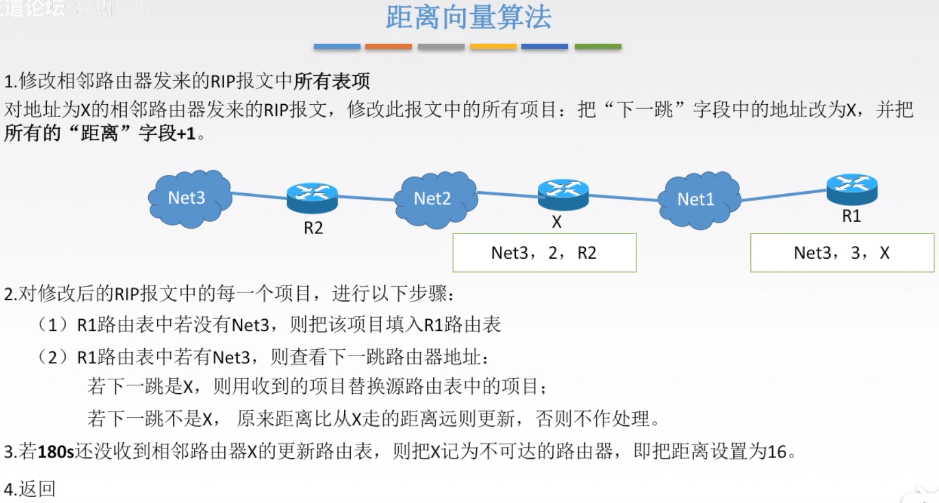 道论坛
距离向量算法
1.修改相邻路由器发来的RIP报文中所有表项
对地址为X的相邻路由器发来的RIP报文，修改此报文中的所有项目：把“下一跳”字段中的地址改为X，并把
所有的“距离”字段+1。
Net3
R2
Net2
X
Net1
R1
Net3，2，R2
Net3，3，X
2.对修改后的RIP报文中的每一个项目，进行以下步骤：
（1）R1路由表中若没有Net3，则把该项目填入R1路由表
（2）R1路由表中若有Net3，则查看下一跳路由器地址：
若下一跳是X，则用收到的项目替换源路由表中的项目；
若下一跳不是X， 原来距离比从X走的距离远则更新，否则不作处理。
3.若180s还没收到相邻路由器X的更新路由表，则把X记为不可达的路由器，即把距离设置为16。
4.返回